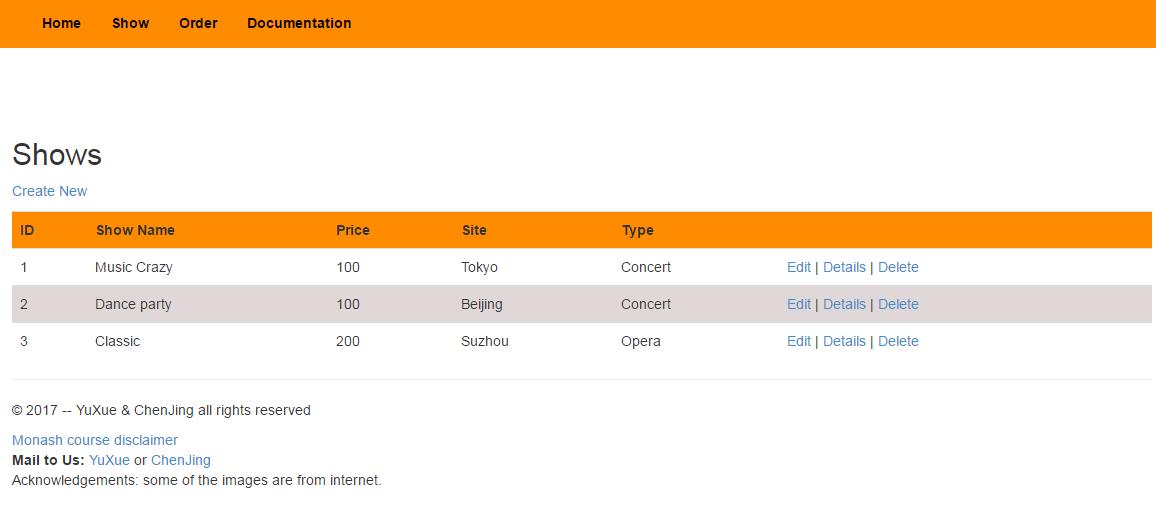 Home Show Order Documentation
Shows
Create New
ID Show Name Price Site Type
1 Music Crazy 100 Tokyo Concert Edit | Details | Delete
2 Dance party 100 Beijing Concert Edit | Details | Delete
3 Classic 200 Suzhou Opera Edit | Details | Delete
© 2017 -- YuXue & ChenJing all rights reserved
Monash course disclaimer
Mail to Us: YuXue or ChenJing
Acknowledgements: some of the images are from internet.